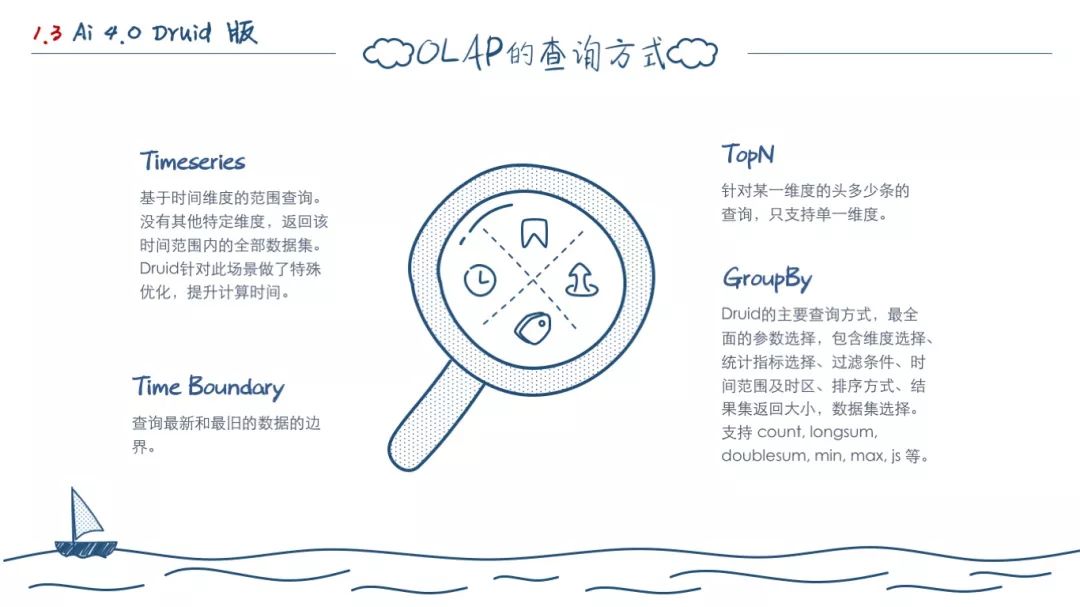 1.3 Ai 4.0 Druid 版
OLAP的查询方式
Timeseries
基于时间维度的范围查询。
没有其他特定维度，返回该
时间范围内的全部数据集。
Druid针对此场景做了特殊
优化，提升计算时间。
Time Boundary
查询最新和最旧的数据的边
界。
TopN
针对某一维度的头多少条的
查询，只支持单一维度。
GroupBy
Druid的主要查询方式，最全
面的参数选择，包含维度选择、
统计指标选择、过滤条件、时
间范围及时区、排序方式、结
果集返回大小，数据集选择。
支持 count, longsum,
doublesum, min, max, js 等。